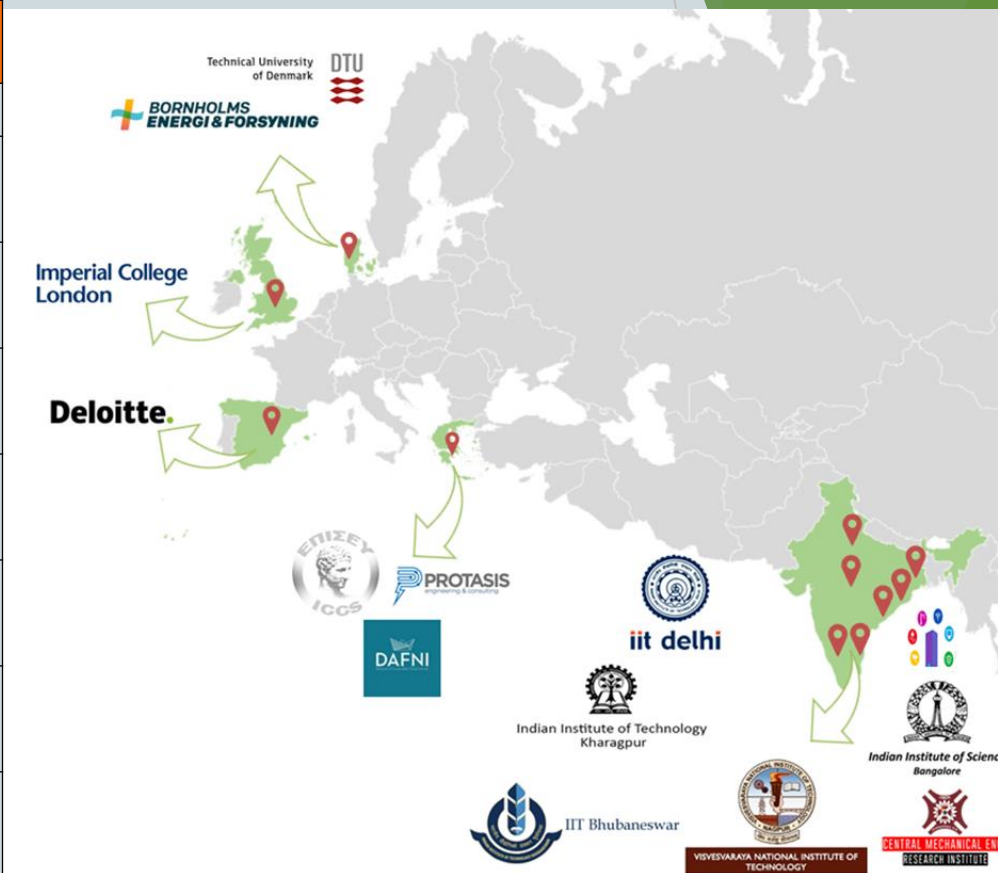 Technical University
of Denmark
DTU
BORNHOLMS
ENERGI & FORSYNING
Imperial College
London
Deloitte.
ΕΠΙΣΕΥ
ICCS
PROTASIS
engineering & consulting
DAFNI
iit delhi
Indian Institute of Technology
Kharagpur
Indian Institute of Scienc
Bangalore
IIT Bhubaneswar
VISVESVARAYA NATIONAL INSTITUTE OF
TECHNOLOGY
NAGPUR
CENTRAL MECHANICAL EN
RESEARCH INSTITUTE